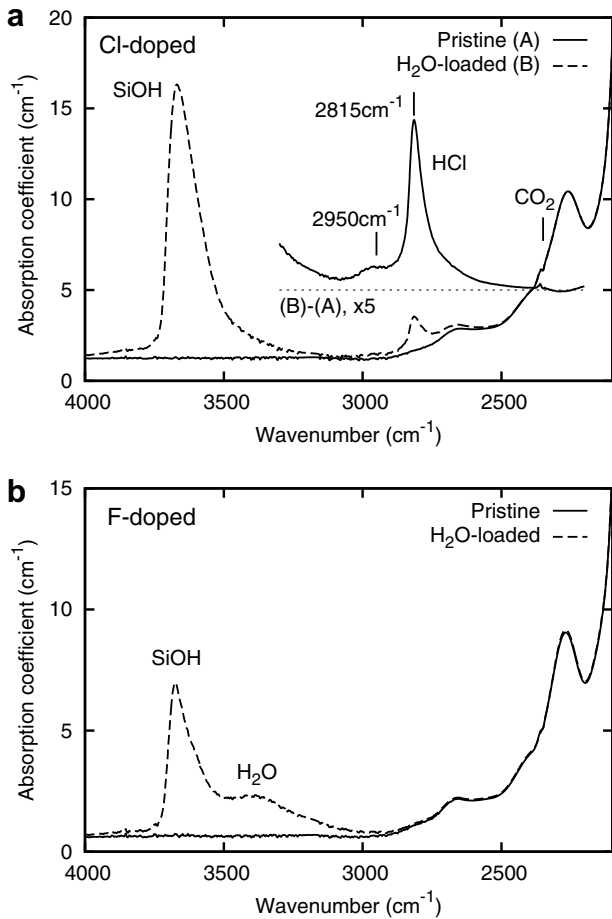 a
20
15
10
5
0
Absorption coefficient (cm⁻¹)
Cl-doped
Pristine (A)
H₂O-loaded (B)
SiOH
2815cm⁻¹
HCl
2950cm⁻¹
CO₂
(B)-(A), x5
4000 3500 3000 2500
Wavenumber (cm⁻¹)
b
15
10
5
0
Absorption coefficient (cm⁻¹)
F-doped
Pristine
H₂O-loaded
SiOH
H₂O
4000 3500 3000 2500
Wavenumber (cm⁻¹)